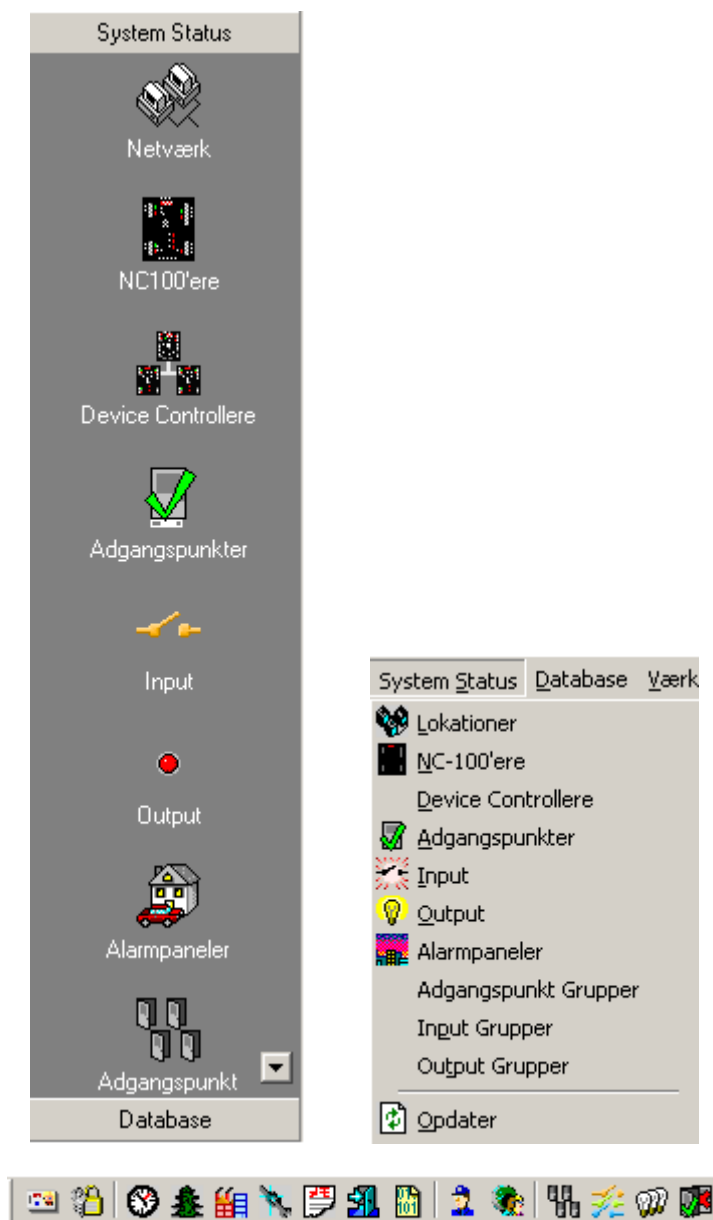 System Status
Netværk
NC100'ere
Device Controllere
Adgangspunkter
Input
Output
Alarmpaneler
Adgangspunkt
Database
System Status Database Værk
Lokationer
NC-100'ere
Device Controllere
Adgangspunkter
Input
Output
Alarmpaneler
Adgangspunkt Grupper
Input Grupper
Output Grupper
Opdater